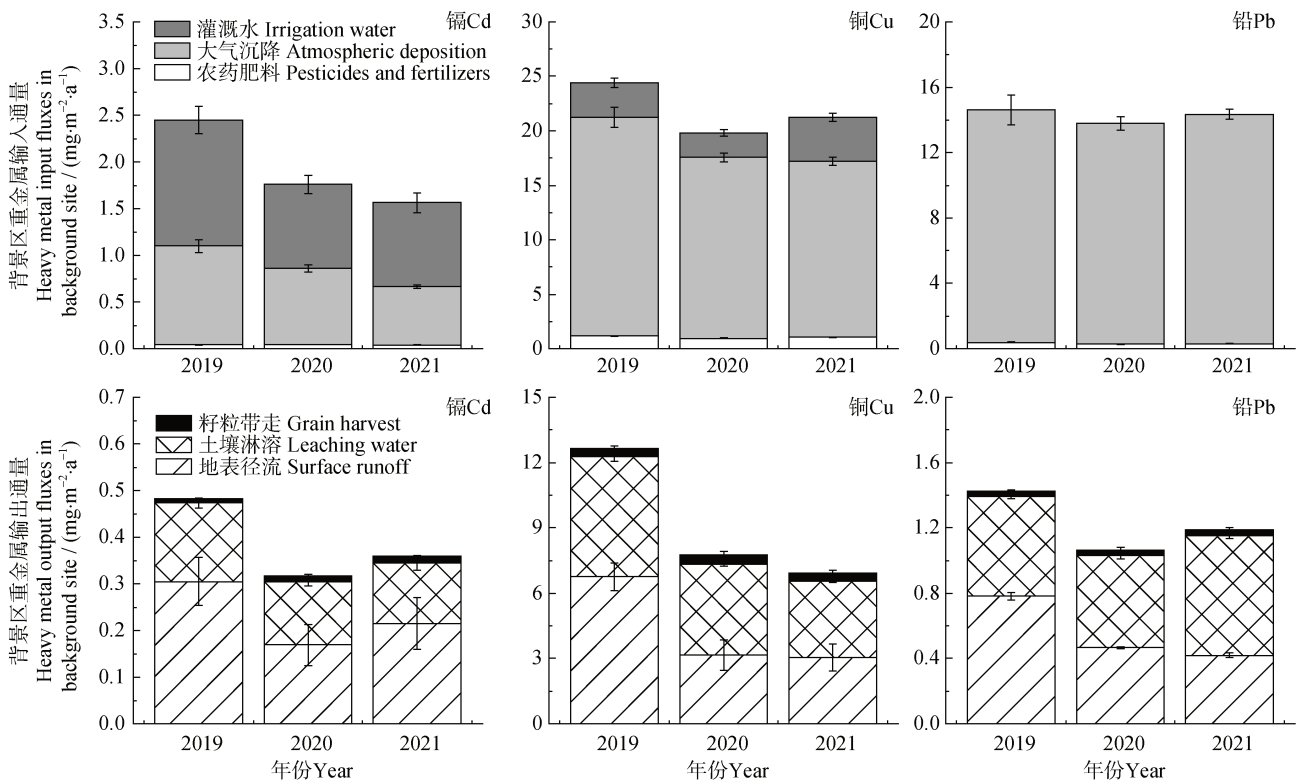 背景区重金属输入通量
Heavy metal input fluxes in
background site / (mg·m⁻²·a⁻¹)
3.5
3.0
2.5
2.0
1.5
1.0
0.5
0.0
镉Cd
灌溉水 Irrigation water
大气沉降 Atmospheric deposition
农药肥料 Pesticides and fertilizers
2019
2020
2021
30
25
20
15
10
5
0
铜Cu
2019
2020
2021
20
16
12
8
4
0
铅Pb
2019
2020
2021
背景区重金属输出通量
Heavy metal output fluxes in
background site / (mg·m⁻²·a⁻¹)
0.7
0.6
0.5
0.4
0.3
0.2
0.1
0.0
镉Cd
籽粒带走 Grain harvest
土壤淋溶 Leaching water
地表径流 Surface runoff
2019
2020
2021
年份Year
15
12
9
6
3
0
铜Cu
2019
2020
2021
年份Year
2.0
1.6
1.2
0.8
0.4
0.0
铅Pb
2019
2020
2021
年份Year